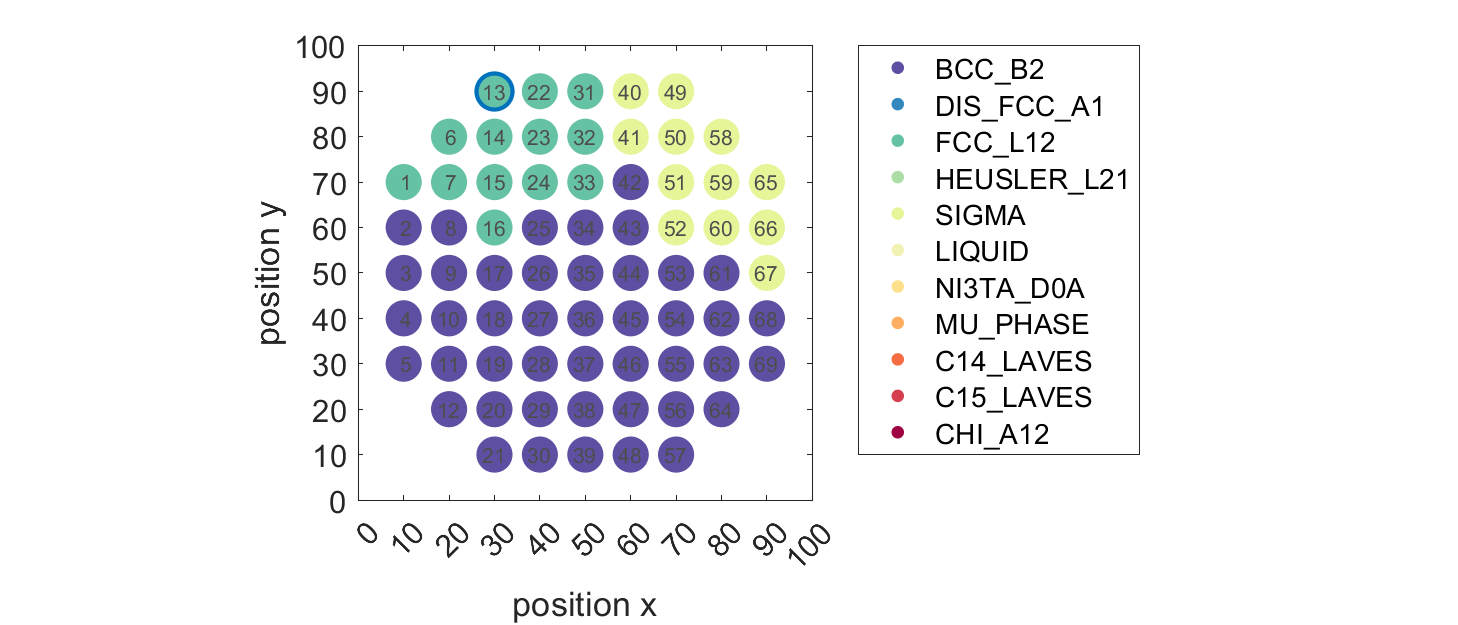 100
90
80
70
60
50
40
30
20
10
0
position y
13 22 31 40 49
6 14 23 32 41 50 58
1 7 15 24 33 42 51 59 65
2 8 16 25 34 43 52 60 66
3 9 17 26 35 44 53 61 67
4 10 18 27 36 45 54 62 68
5 11 19 28 37 46 55 63 69
12 20 29 38 47 56 64
21 30 39 48 57
0 10 20 30 40 50 60 70 80 90 100
position x
BCC_B2
DIS_FCC_A1
FCC_L12
HEUSLER_L21
SIGMA
LIQUID
NI3TA_D0A
MU_PHASE
C14_LAVES
C15_LAVES
CHI_A12